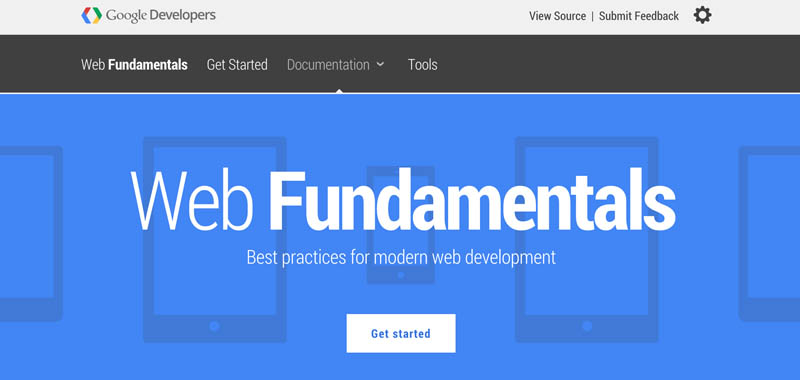 Google Developers
View Source | Submit Feedback
Web Fundamentals Get Started Documentation Tools
Web Fundamentals
Best practices for modern web development
Get started